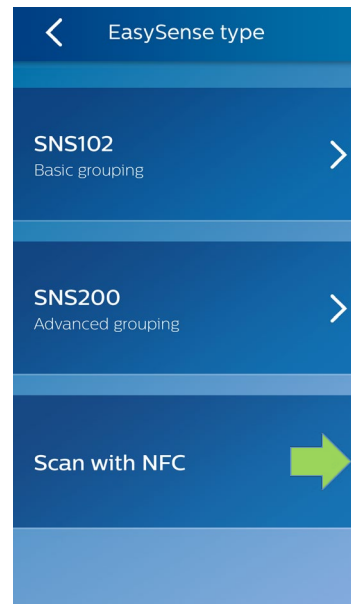 EasySense type
SNS102
Basic grouping
SNS200
Advanced grouping
Scan with NFC